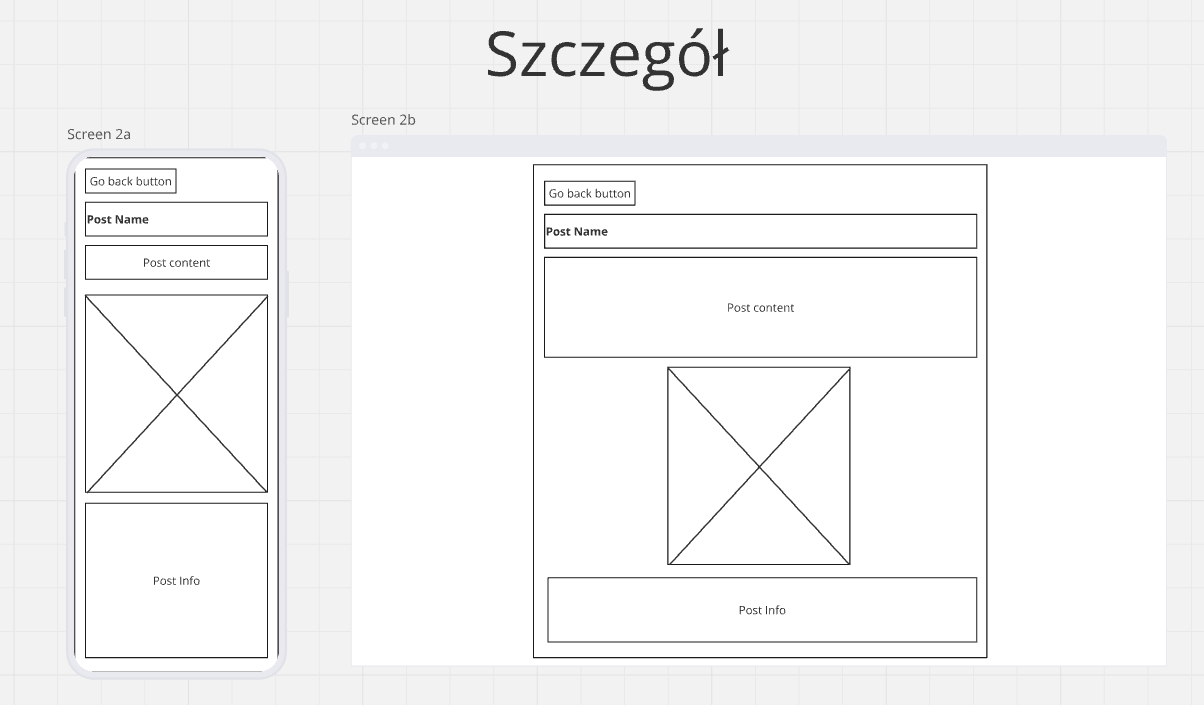 Szczegół
Screen 2a
Go back button
Post Name
Post content
Post Info
Screen 2b
Go back button
Post Name
Post content
Post Info